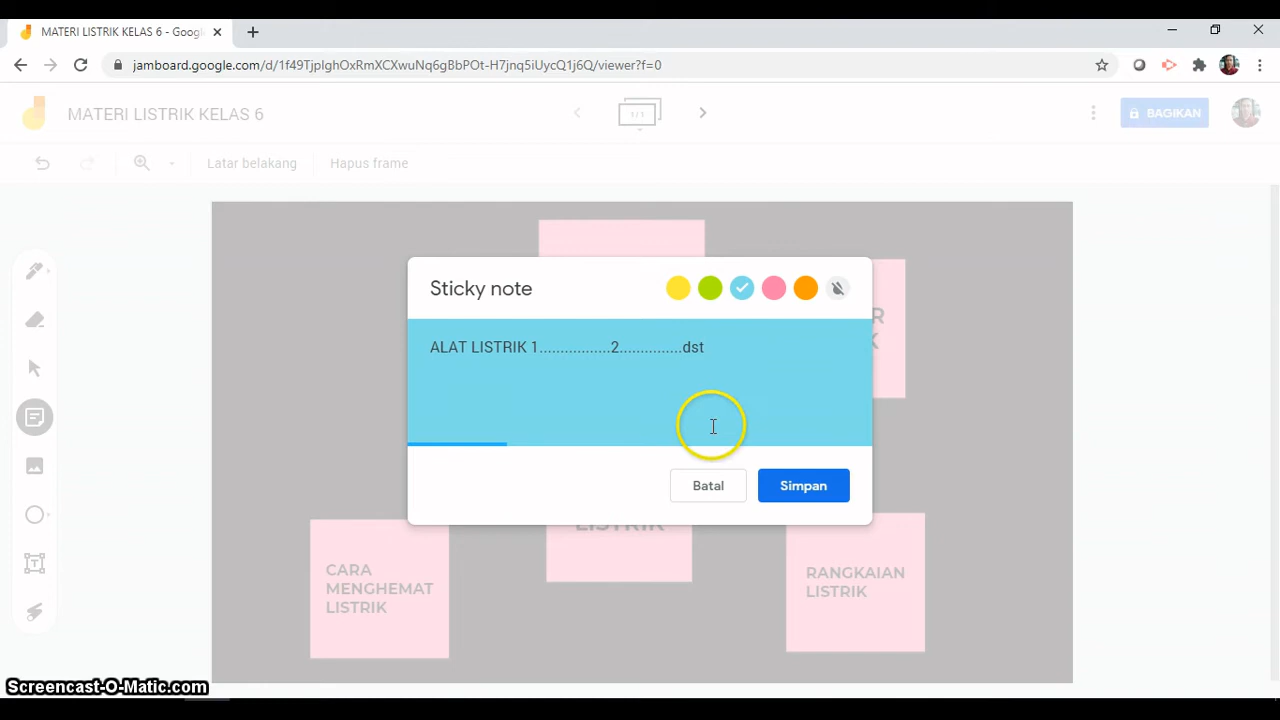 MATERI LISTRIK KELAS 6 - Googl
jamboard.google.com/d/1f49TjpIghOxRmXCXwuNq6gBbPOt-H7jnq5iUycQ1j6Q/viewer?f=0
MATERI LISTRIK KELAS 6
1/1
BAGIKAN
Latar belakang
Hapus frame
Sticky note
ALAT LISTRIK 1.................2...............dst
Batal
Simpan
R
K
LISTRIK
CARA
MENGHEMAT
LISTRIK
RANGKAIAN
LISTRIK
Screencast-O-Matic.com